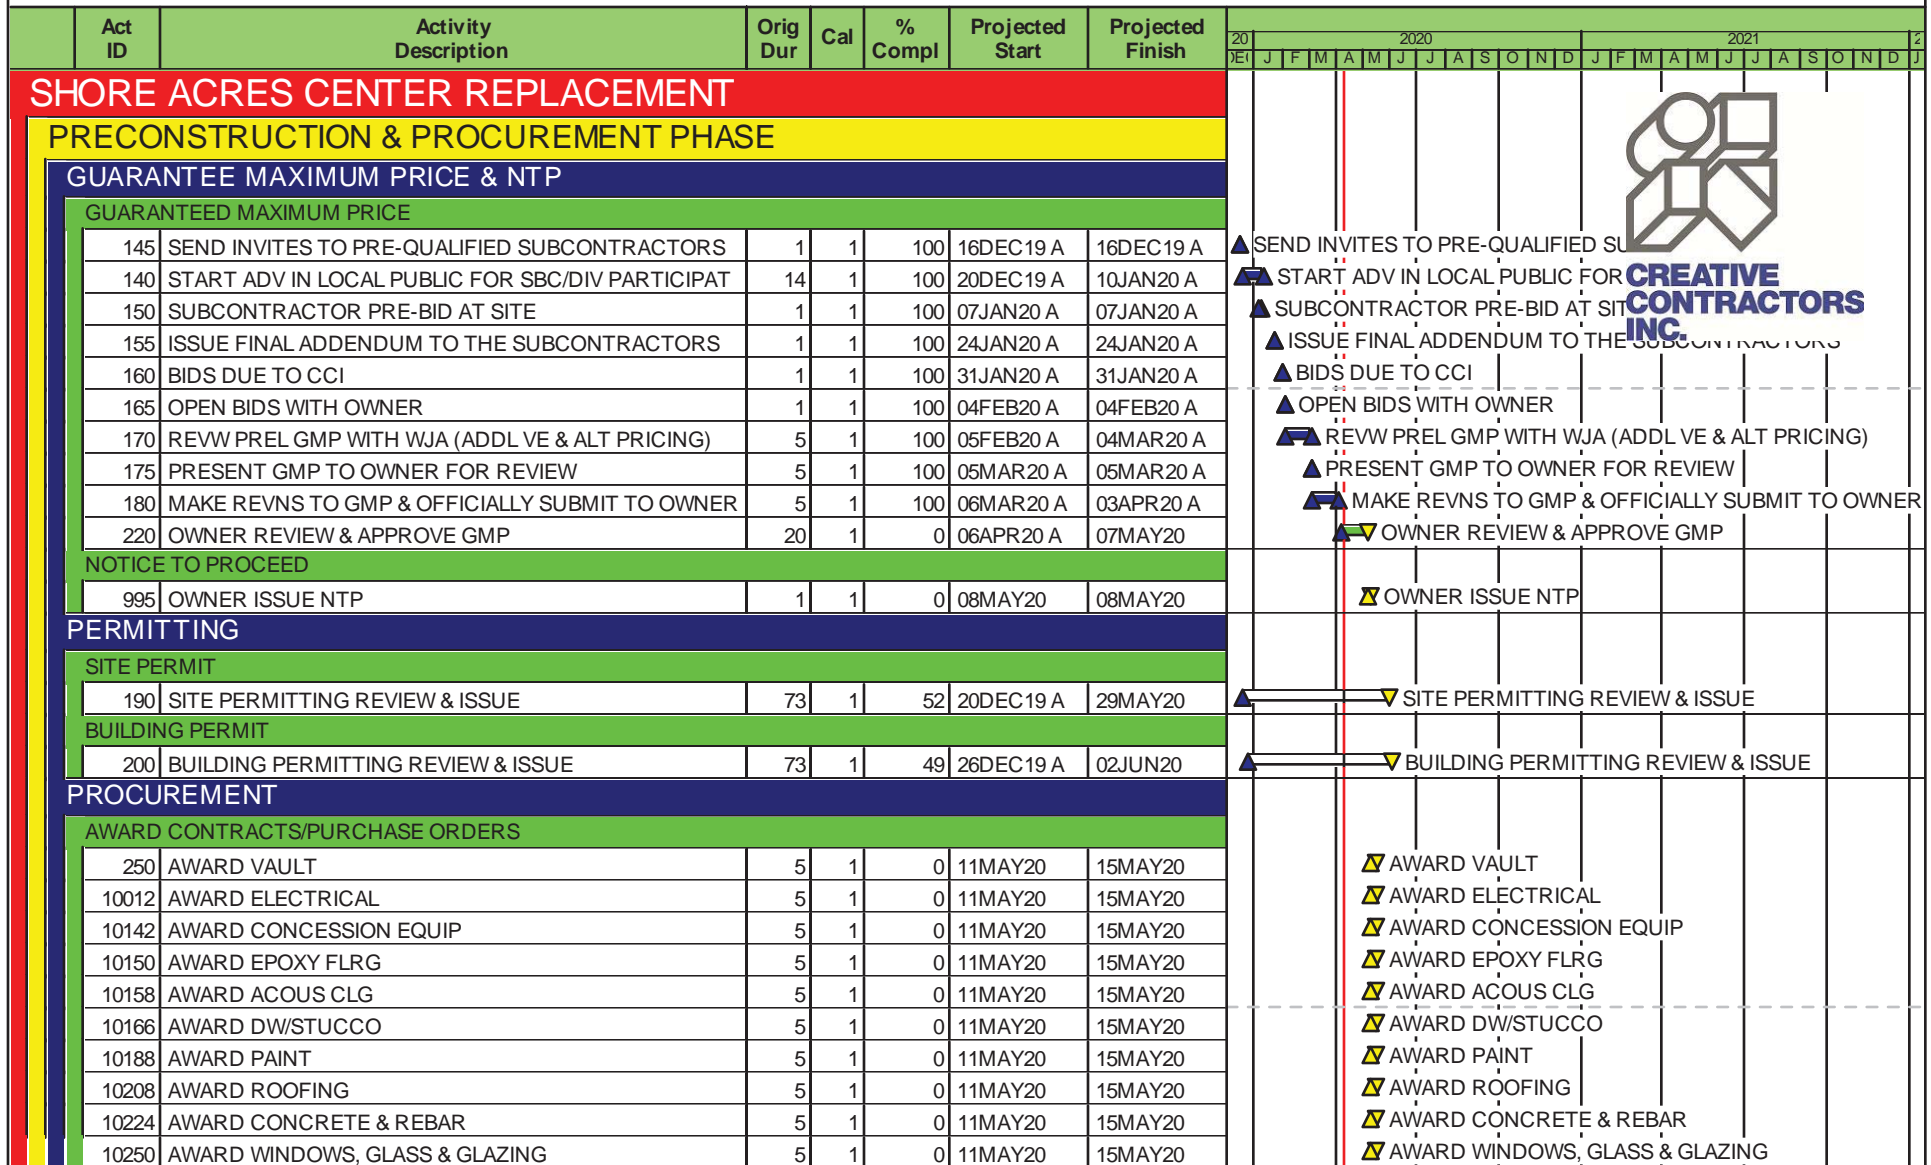 Act ID | Activity Description | Orig Dur | Cal | % Compl | Projected Start | Projected Finish
20 2020 2021 2
DEC J F M A M J J A S O N D J F M A M J J A S O N D J
SHORE ACRES CENTER REPLACEMENT
PRECONSTRUCTION & PROCUREMENT PHASE
GUARANTEE MAXIMUM PRICE & NTP
GUARANTEED MAXIMUM PRICE
145 SEND INVITES TO PRE-QUALIFIED SUBCONTRACTORS 1 1 100 16DEC19 A 16DEC19 A SEND INVITES TO PRE-QUALIFIED SU
140 START ADV IN LOCAL PUBLIC FOR SBC/DIV PARTICIPAT 14 1 100 20DEC19 A 10JAN20 A START ADV IN LOCAL PUBLIC FOR
150 SUBCONTRACTOR PRE-BID AT SITE 1 1 100 07JAN20 A 07JAN20 A SUBCONTRACTOR PRE-BID AT SIT
CREATIVE
CONTRACTORS
INC.
155 ISSUE FINAL ADDENDUM TO THE SUBCONTRACTORS 1 1 100 24JAN20 A 24JAN20 A ISSUE FINAL ADDENDUM TO THE SUBCONTRACTORS
160 BIDS DUE TO CCI 1 1 100 31JAN20 A 31JAN20 A BIDS DUE TO CCI
165 OPEN BIDS WITH OWNER 1 1 100 04FEB20 A 04FEB20 A OPEN BIDS WITH OWNER
170 REVW PREL GMP WITH WJA (ADDL VE & ALT PRICING) 5 1 100 05FEB20 A 04MAR20 A REVW PREL GMP WITH WJA (ADDL VE & ALT PRICING)
175 PRESENT GMP TO OWNER FOR REVIEW 5 1 100 05MAR20 A 05MAR20 A PRESENT GMP TO OWNER FOR REVIEW
180 MAKE REVNS TO GMP & OFFICIALLY SUBMIT TO OWNER 5 1 100 06MAR20 A 03APR20 A MAKE REVNS TO GMP & OFFICIALLY SUBMIT TO OWNER
220 OWNER REVIEW & APPROVE GMP 20 1 0 06APR20 A 07MAY20 OWNER REVIEW & APPROVE GMP
NOTICE TO PROCEED
995 OWNER ISSUE NTP 1 1 0 08MAY20 08MAY20 OWNER ISSUE NTP
PERMITTING
SITE PERMIT
190 SITE PERMITTING REVIEW & ISSUE 73 1 52 20DEC19 A 29MAY20 SITE PERMITTING REVIEW & ISSUE
BUILDING PERMIT
200 BUILDING PERMITTING REVIEW & ISSUE 73 1 49 26DEC19 A 02JUN20 BUILDING PERMITTING REVIEW & ISSUE
PROCUREMENT
AWARD CONTRACTS/PURCHASE ORDERS
250 AWARD VAULT 5 1 0 11MAY20 15MAY20 AWARD VAULT
10012 AWARD ELECTRICAL 5 1 0 11MAY20 15MAY20 AWARD ELECTRICAL
10142 AWARD CONCESSION EQUIP 5 1 0 11MAY20 15MAY20 AWARD CONCESSION EQUIP
10150 AWARD EPOXY FLRG 5 1 0 11MAY20 15MAY20 AWARD EPOXY FLRG
10158 AWARD ACOUS CLG 5 1 0 11MAY20 15MAY20 AWARD ACOUS CLG
10166 AWARD DW/STUCCO 5 1 0 11MAY20 15MAY20 AWARD DW/STUCCO
10188 AWARD PAINT 5 1 0 11MAY20 15MAY20 AWARD PAINT
10208 AWARD ROOFING 5 1 0 11MAY20 15MAY20 AWARD ROOFING
10224 AWARD CONCRETE & REBAR 5 1 0 11MAY20 15MAY20 AWARD CONCRETE & REBAR
10250 AWARD WINDOWS, GLASS & GLAZING 5 1 0 11MAY20 15MAY20 AWARD WINDOWS, GLASS & GLAZING